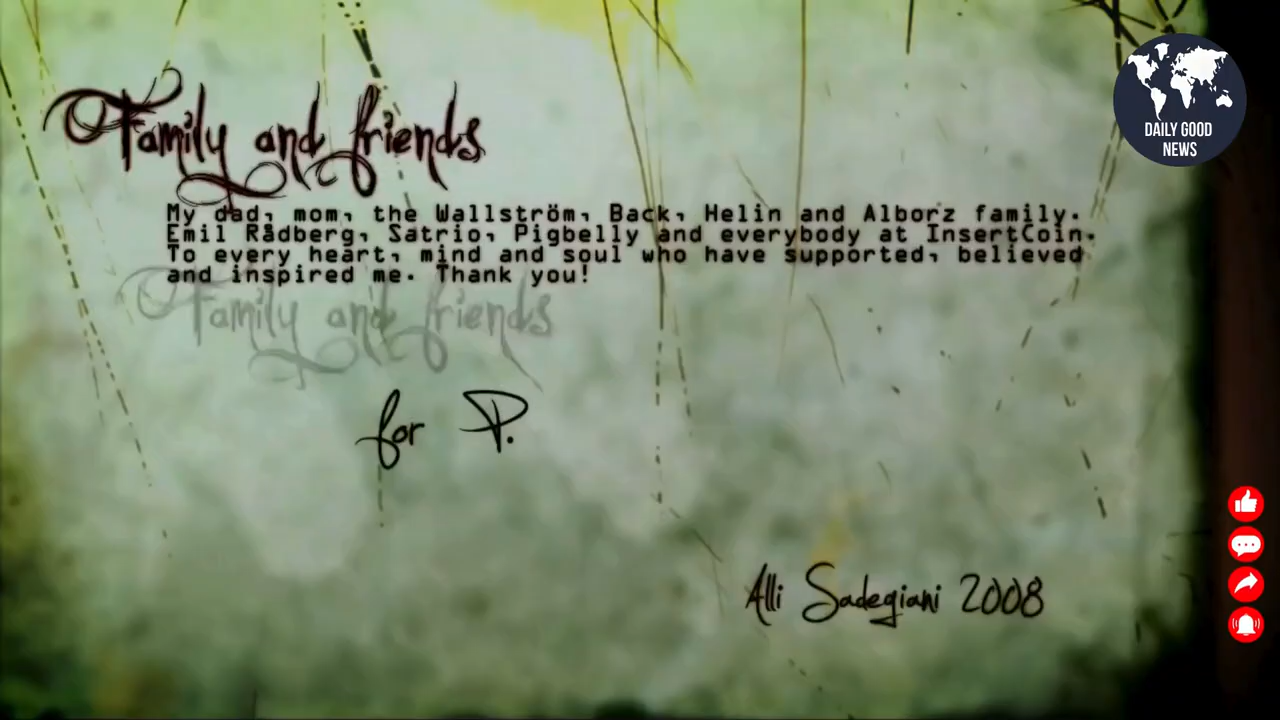 DAILY GOOD
NEWS
Family and friends
My dad, mom, the Wallström, Back, Helin and Alborz family.
Emil Rådberg, Satrio, Pigbelly and everybody at InsertCoin.
To every heart, mind and soul who have supported, believed
and inspired me. Thank you!
Family and friends
for P.
Alli Sadegiani 2008